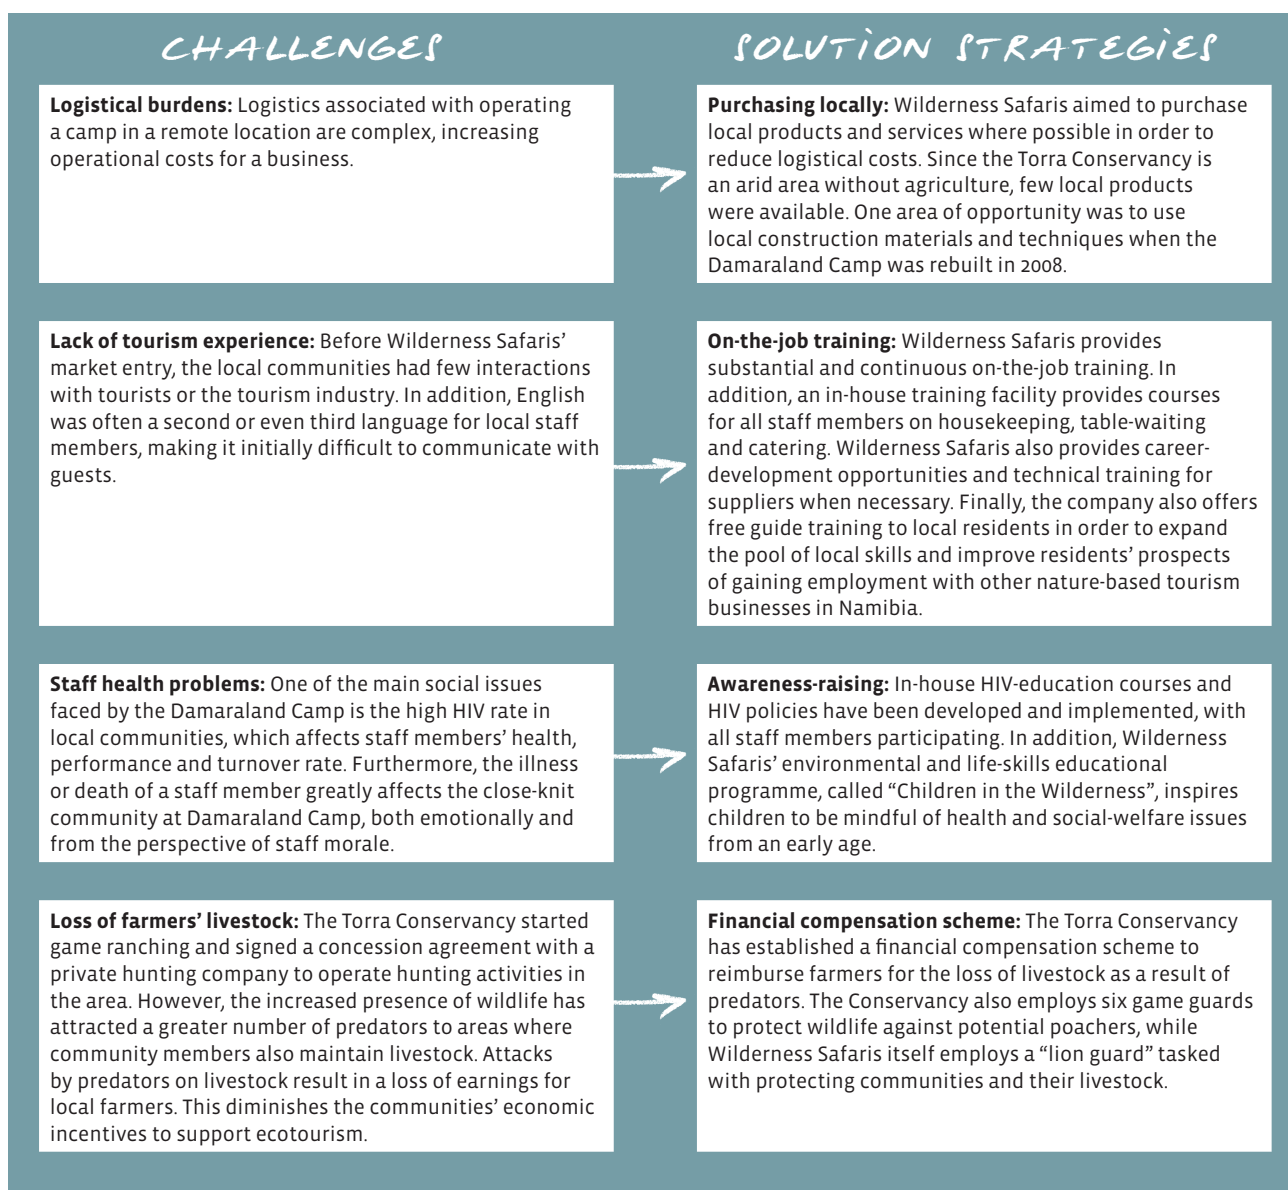 CHALLENGES
SOLUTION STRATEGIES
Logistical burdens: Logistics associated with operating
a camp in a remote location are complex, increasing
operational costs for a business.
Purchasing locally: Wilderness Safaris aimed to purchase
local products and services where possible in order to
reduce logistical costs. Since the Torra Conservancy is
an arid area without agriculture, few local products
were available. One area of opportunity was to use
local construction materials and techniques when the
Damaraland Camp was rebuilt in 2008.
Lack of tourism experience: Before Wilderness Safaris'
market entry, the local communities had few interactions
with tourists or the tourism industry. In addition, English
was often a second or even third language for local staff
members, making it initially difficult to communicate with
guests.
On-the-job training: Wilderness Safaris provides
substantial and continuous on-the-job training. In
addition, an in-house training facility provides courses
for all staff members on housekeeping, table-waiting
and catering. Wilderness Safaris also provides career-
development opportunities and technical training for
suppliers when necessary. Finally, the company also offers
free guide training to local residents in order to expand
the pool of local skills and improve residents' prospects
of gaining employment with other nature-based tourism
businesses in Namibia.
Staff health problems: One of the main social issues
faced by the Damaraland Camp is the high HIV rate in
local communities, which affects staff members' health,
performance and turnover rate. Furthermore, the illness
or death of a staff member greatly affects the close-knit
community at Damaraland Camp, both emotionally and
from the perspective of staff morale.
Awareness-raising: In-house HIV-education courses and
HIV policies have been developed and implemented, with
all staff members participating. In addition, Wilderness
Safaris' environmental and life-skills educational
programme, called "Children in the Wilderness", inspires
children to be mindful of health and social-welfare issues
from an early age.
Loss of farmers' livestock: The Torra Conservancy started
game ranching and signed a concession agreement with a
private hunting company to operate hunting activities in
the area. However, the increased presence of wildlife has
attracted a greater number of predators to areas where
community members also maintain livestock. Attacks
by predators on livestock result in a loss of earnings for
local farmers. This diminishes the communities' economic
incentives to support ecotourism.
Financial compensation scheme: The Torra Conservancy
has established a financial compensation scheme to
reimburse farmers for the loss of livestock as a result of
predators. The Conservancy also employs six game guards
to protect wildlife against potential poachers, while
Wilderness Safaris itself employs a "lion guard" tasked
with protecting communities and their livestock.